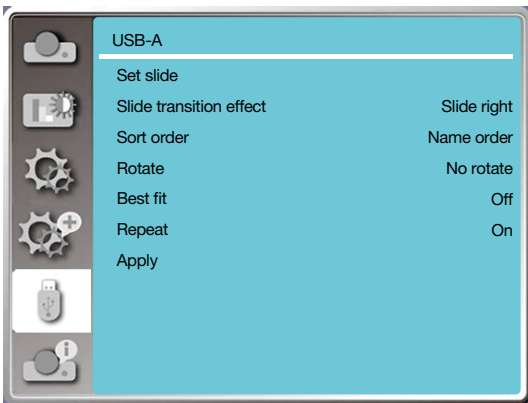 USB-A
Set slide
Slide transition effect Slide right
Sort order Name order
Rotate No rotate
Best fit Off
Repeat On
Apply